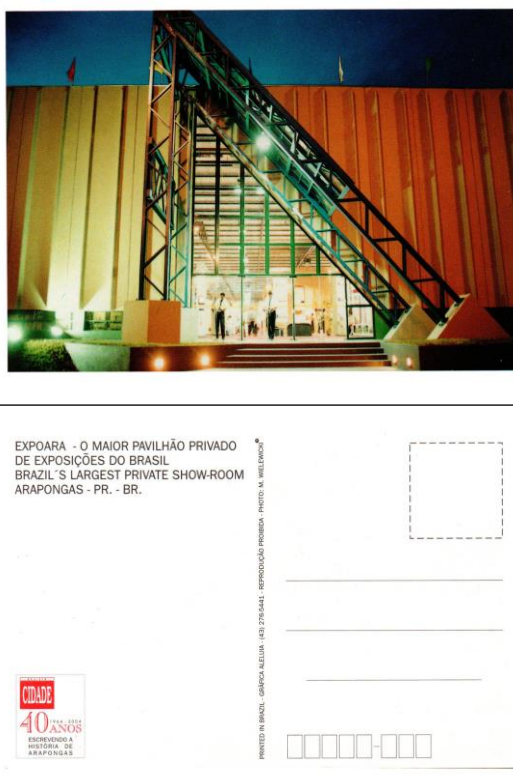 EXPOARA - O MAIOR PAVILHÃO PRIVADO
DE EXPOSIÇÕES DO BRASIL
BRAZIL´S LARGEST PRIVATE SHOW-ROOM
ARAPONGAS - PR. - BR.
PRINTED IN BRAZIL - GRÁFICA ALELUIA - (43) 276-5441 - REPRODUÇÃO PROIBIDA - PHOTO: M. WIELEWICKI
REVISTA
CIDADE
1964 - 2004
40 ANOS
ESCREVENDO A
HISTÓRIA DE
ARAPONGAS